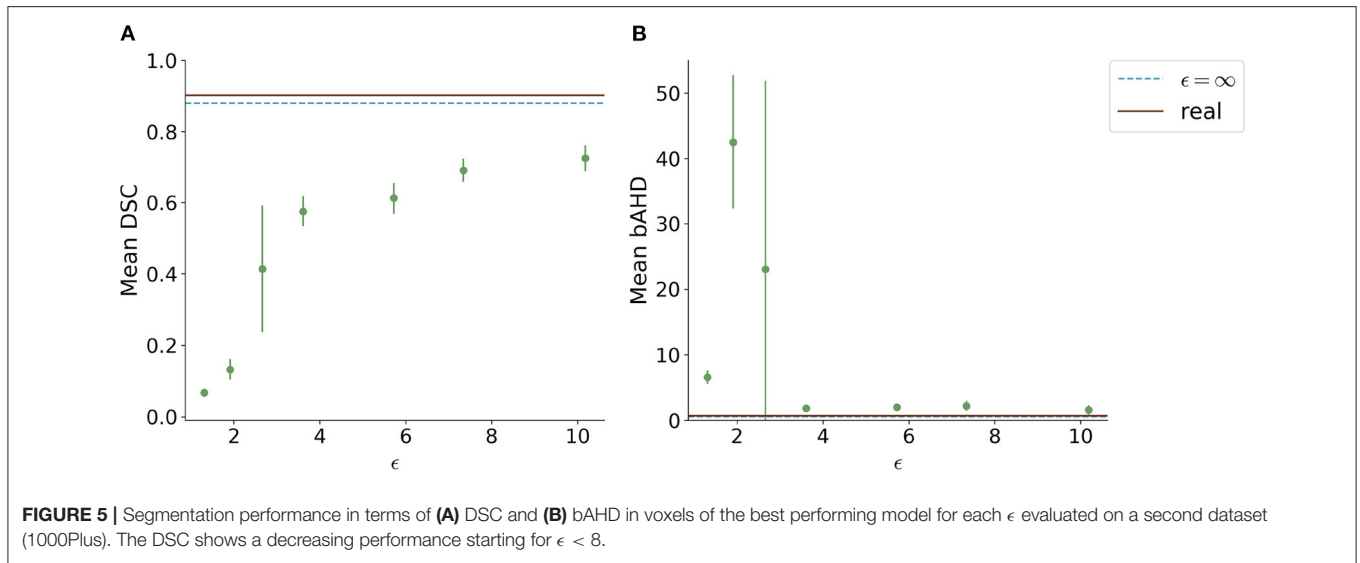 A
1.0
0.8
0.6
0.4
0.2
0.0
Mean DSC
2 4 6 8 10
ϵ
B
50
40
30
20
10
0
Mean bAHD
2 4 6 8 10
ϵ
ϵ = ∞
real
FIGURE 5 | Segmentation performance in terms of (A) DSC and (B) bAHD in voxels of the best performing model for each ϵ evaluated on a second dataset
(1000Plus). The DSC shows a decreasing performance starting for ϵ < 8.